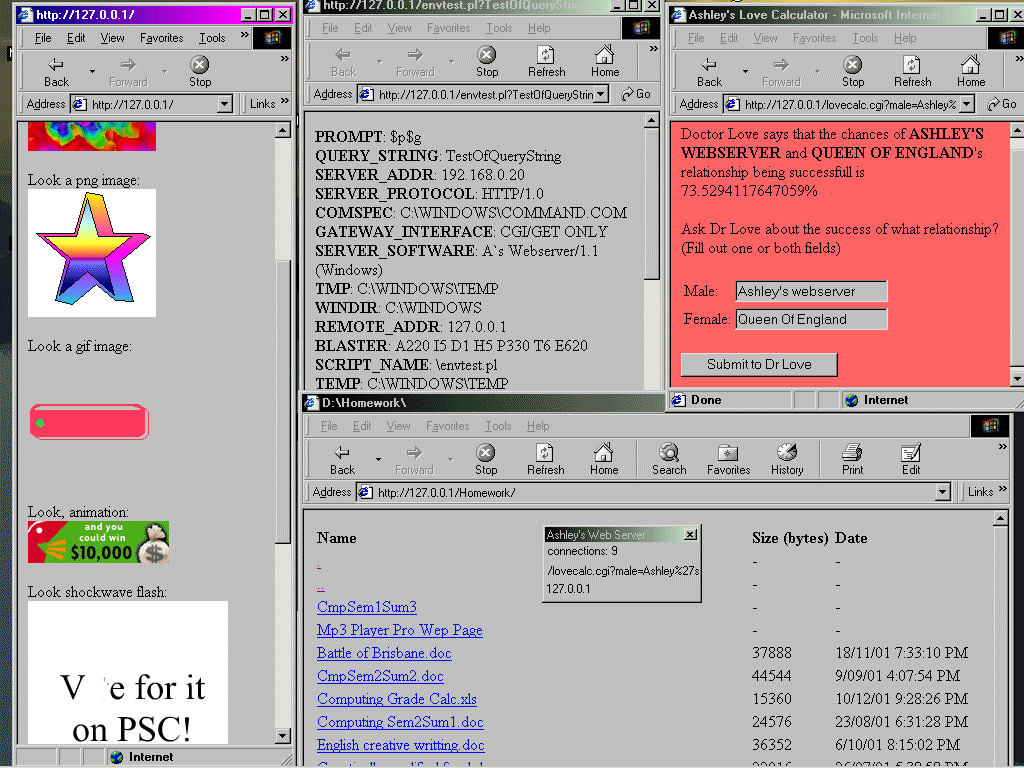 http://127.0.0.1/
File Edit View Favorites Tools »
Back Forward Stop »
Address http://127.0.0.1/ Links »
Look a png image:
Look a gif image:
Look, animation:
and you
could win
$10,000
Look shockwave flash:
V te for it
on PSC!
Internet
http://127.0.0.1/envtest.pl?TestOfQueryString
File Edit View Favorites Tools Help
Back Forward Stop Refresh Home »
Address http://127.0.0.1/envtest.pl?TestOfQueryStrin Go
PROMPT: $p$g
QUERY_STRING: TestOfQueryString
SERVER_ADDR: 192.168.0.20
SERVER_PROTOCOL: HTTP/1.0
COMSPEC: C:\WINDOWS\COMMAND.COM
GATEWAY_INTERFACE: CGI/GET ONLY
SERVER_SOFTWARE: A`s Webserver/1.1
(Windows)
TMP: C:\WINDOWS\TEMP
WINDIR: C:\WINDOWS
REMOTE_ADDR: 127.0.0.1
BLASTER: A220 I5 D1 H5 P330 T6 E620
SCRIPT_NAME: \envtest.pl
TEMP: C:\WINDOWS\TEMP
Ashley's Love Calculator - Microsoft Internet
File Edit View Favorites Tools Help
Back Forward Stop Refresh Home »
Address http://127.0.0.1/lovecalc.cgi?male=Ashley% Go
Doctor Love says that the chances of ASHLEY'S
WEBSERVER and QUEEN OF ENGLAND's
relationship being successfull is
73.5294117647059%
Ask Dr Love about the success of what relationship?
(Fill out one or both fields)
Male: Ashley's webserver
Female: Queen Of England
Submit to Dr Love
Done Internet
D:\Homework\
File Edit View Favorites Tools Help
Back Forward Stop Refresh Home Search Favorites History Print Edit »
Address http://127.0.0.1/Homework/ Links »
Name Size (bytes) Date
. - -
.. - -
CmpSem1Sum3 - -
Mp3 Player Pro Wep Page - -
Battle of Brisbane.doc 37888 18/11/01 7:33:10 PM
CmpSem2Sum2.doc 44544 9/09/01 4:07:54 PM
Computing Grade Calc.xls 15360 10/12/01 9:28:26 PM
Computing Sem2Sum1.doc 24576 23/08/01 6:31:28 PM
English creative writting.doc 36352 6/10/01 8:15:02 PM
Ashley's Web Server
connections: 9
/lovecalc.cgi?male=Ashley%27s
127.0.0.1